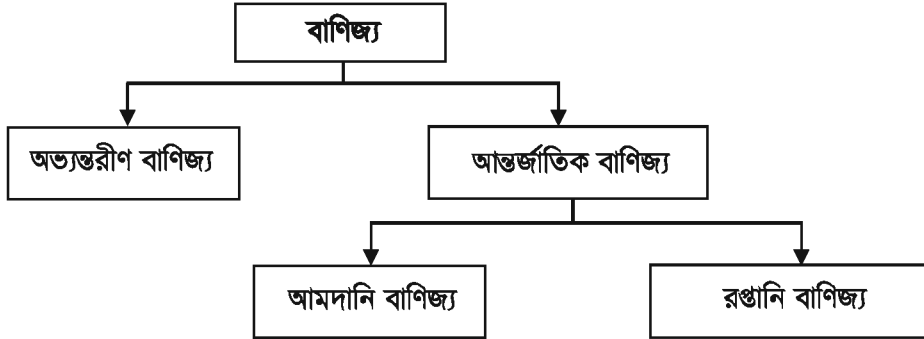 বাণিজ্য
অভ্যন্তরীণ বাণিজ্য
আন্তর্জাতিক বাণিজ্য
আমদানি বাণিজ্য
রপ্তানি বাণিজ্য